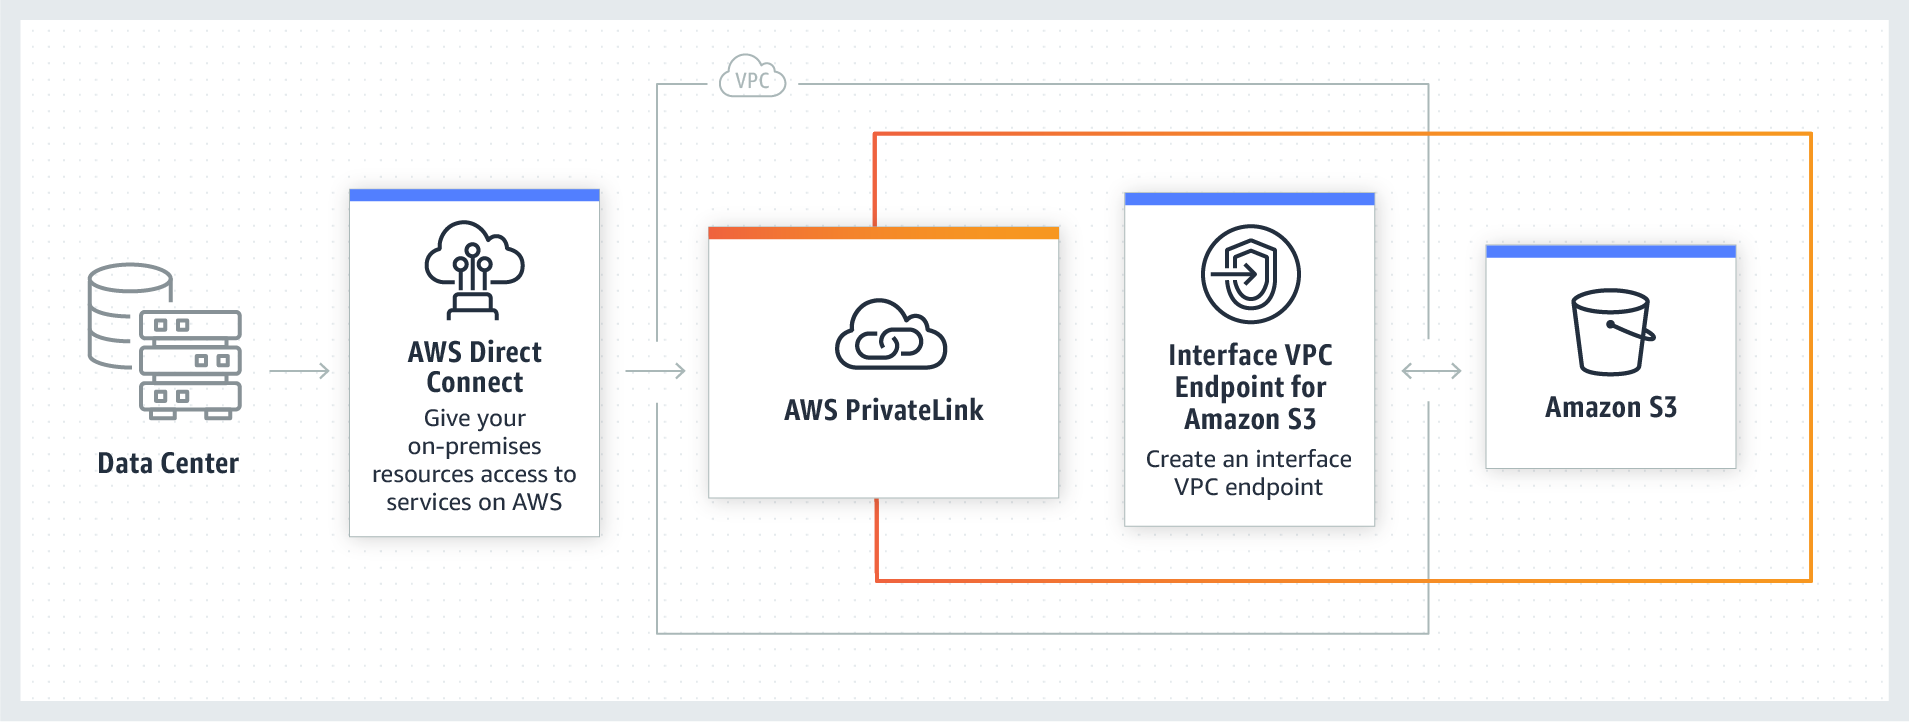 VPC
Data Center
AWS Direct
Connect
Give your
on-premises
resources access to
services on AWS
AWS PrivateLink
Interface VPC
Endpoint for
Amazon S3
Create an interface
VPC endpoint
Amazon S3